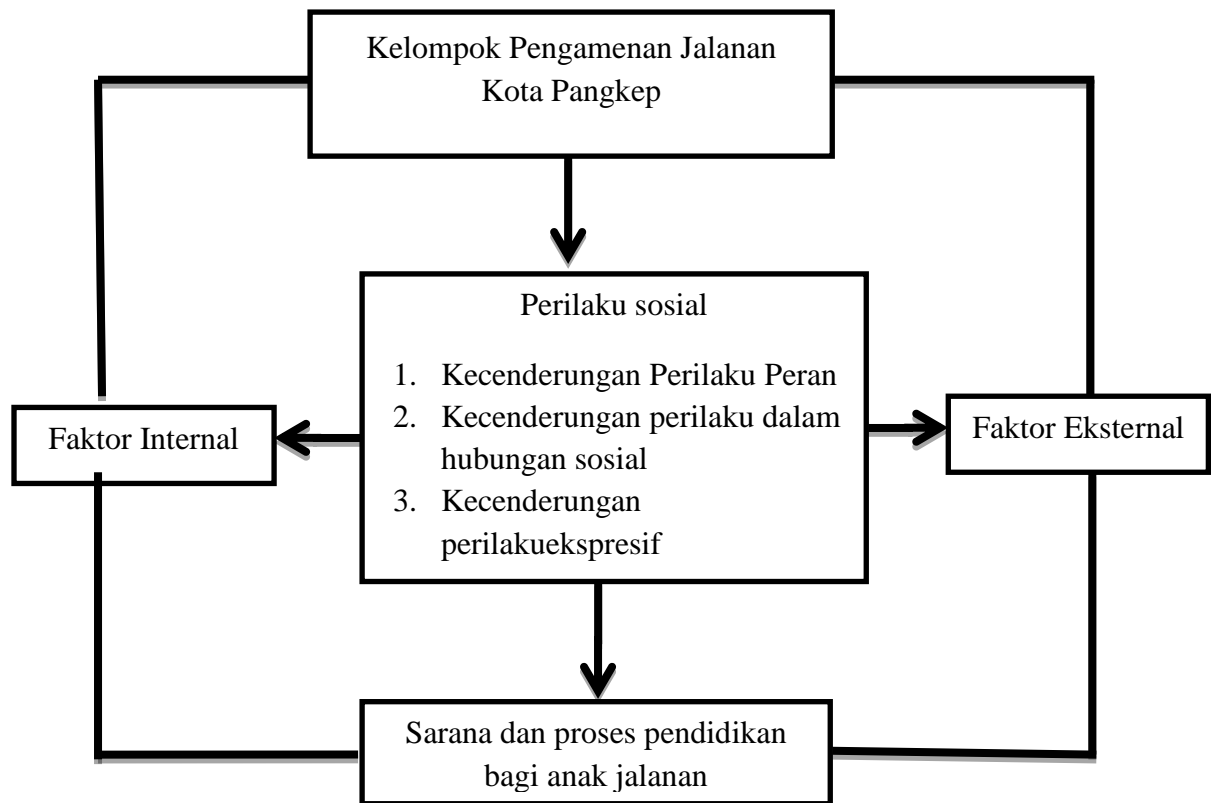 Kelompok Pengamenan Jalanan
Kota Pangkep
Perilaku sosial
1. Kecenderungan Perilaku Peran
2. Kecenderungan perilaku dalam
hubungan sosial
3. Kecenderungan
perilakuekspresif
Faktor Internal
Faktor Eksternal
Sarana dan proses pendidikan
bagi anak jalanan